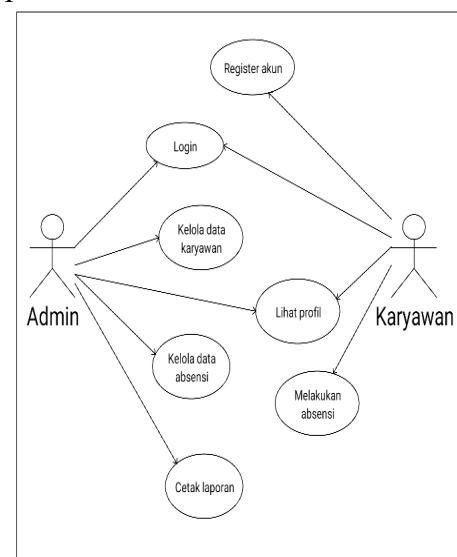 Register akun
Login
Kelola data
karyawan
Admin
Lihat profil
Karyawan
Kelola data
absensi
Melakukan
absensi
Cetak laporan